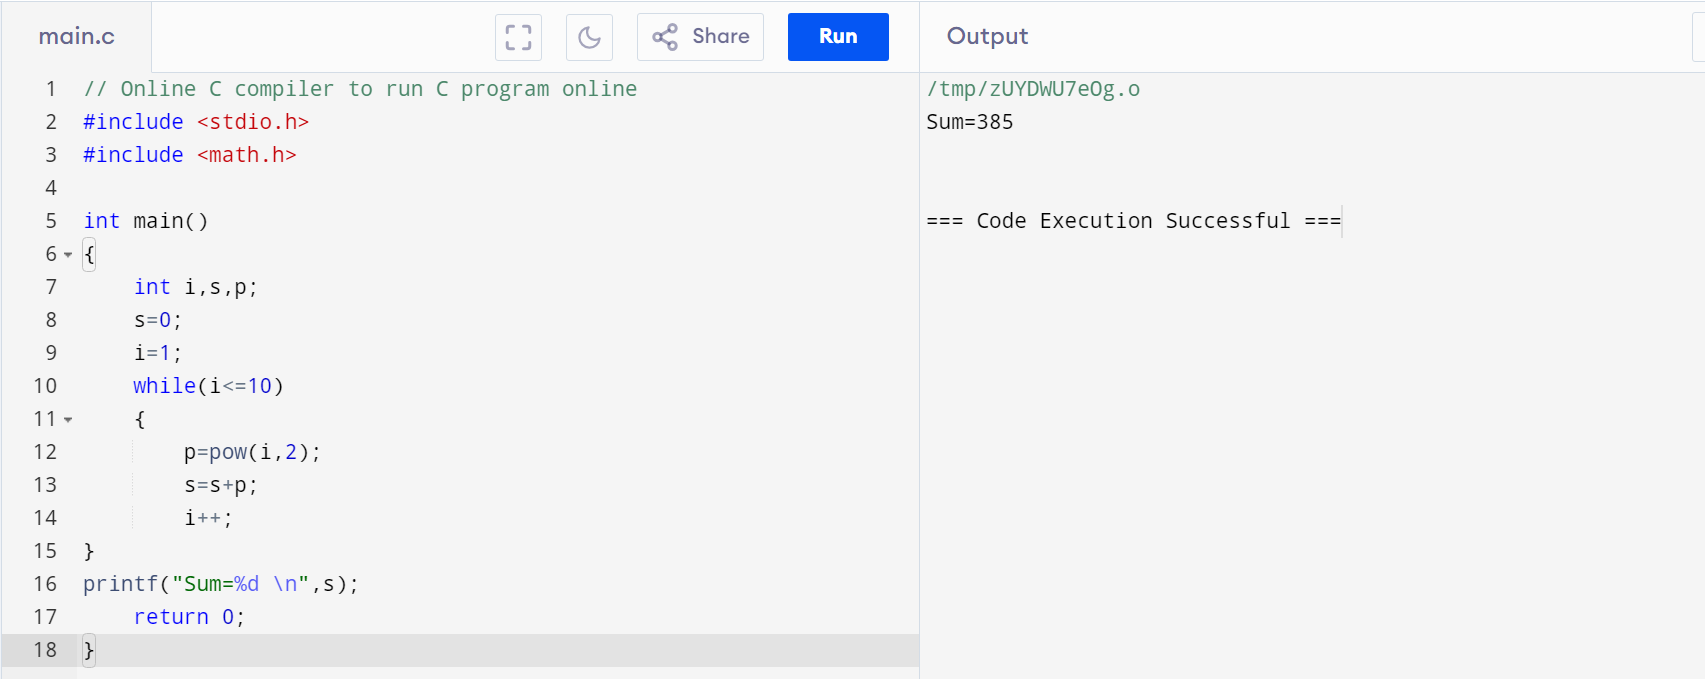 main.c
Share
Run
Output
1 // Online C compiler to run C program online
2 #include <stdio.h>
3 #include <math.h>
4
5 int main()
6 {
7 int i,s,p;
8 s=0;
9 i=1;
10 while(i<=10)
11 {
12 p=pow(i,2);
13 s=s+p;
14 i++;
15 }
16 printf("Sum=%d \n",s);
17 return 0;
18 }
/tmp/zUYDWU7eOg.o
Sum=385
=== Code Execution Successful ===